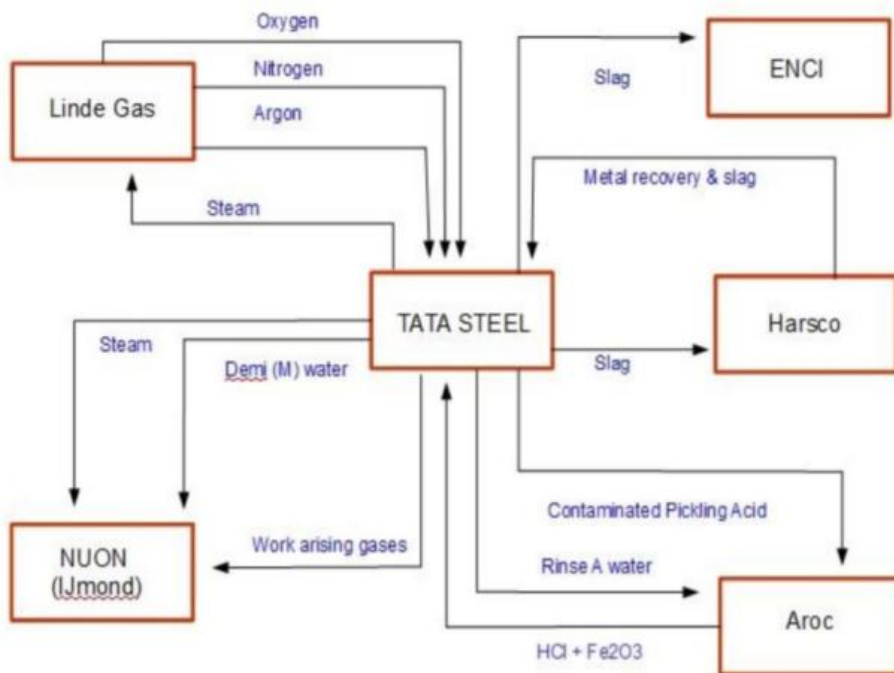 Oxygen
Nitrogen
Linde Gas
Argon
ENCI
Slag
Metal recovery & slag
Steam
TATA STEEL
Harsco
Steam
Demi (M) water
Slag
Contaminated Pickling Acid
Work arising gases
NUON
(IJmond)
Rinse A water
Aroc
HCl + Fe2O3